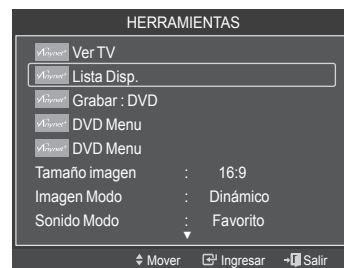 HERRAMIENTAS
Anynet+ Ver TV
Anynet+ Lista Disp.
Anynet+ Grabar : DVD
Anynet+ DVD Menu
Anynet+ DVD Menu
Tamaño imagen : 16:9
Imagen Modo : Dinámico
Sonido Modo : Favorito
Mover Ingresar Salir